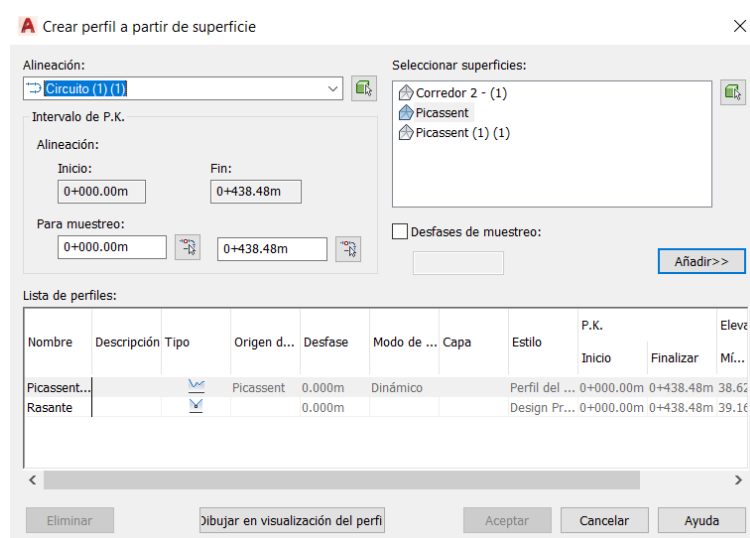 Crear perfil a partir de superficie
Alineación:
Circuito (1) (1)
Intervalo de P.K.
Alineación:
Inicio: Fin:
0+000.00m 0+438.48m
Para muestreo:
0+000.00m 0+438.48m
Seleccionar superficies:
Corredor 2 - (1)
Picassent
Picassent (1) (1)
Desfases de muestreo:
Añadir>>
Lista de perfiles:
Nombre Descripción Tipo Origen d... Desfase Modo de ... Capa Estilo P.K. Eleva
Inicio Finalizar Mí...
Picassent... Picassent 0.000m Dinámico Perfil del ... 0+000.00m 0+438.48m 38.62
Rasante 0.000m Design Pr... 0+000.00m 0+438.48m 39.16
Eliminar Dibujar en visualización del perfi Aceptar Cancelar Ayuda